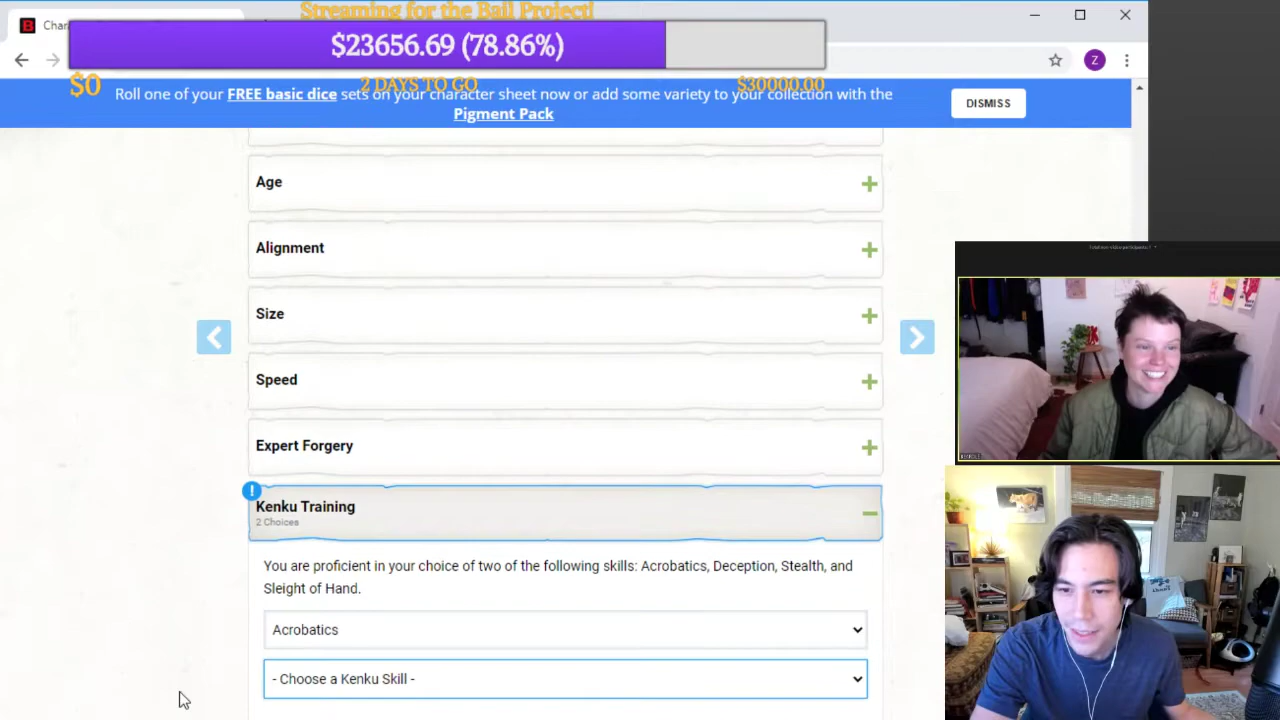 Streaming for the Bail Project!
Char
$23656.69 (78.86%)
$0
2 DAYS TO GO
$30000.00
Z
Roll one of your FREE basic dice sets on your character sheet now or add some variety to your collection with the
Pigment Pack
DISMISS
Age
Alignment
Size
Speed
Expert Forgery
Kenku Training
2 Choices
You are proficient in your choice of two of the following skills: Acrobatics, Deception, Stealth, and
Sleight of Hand.
Acrobatics
- Choose a Kenku Skill -